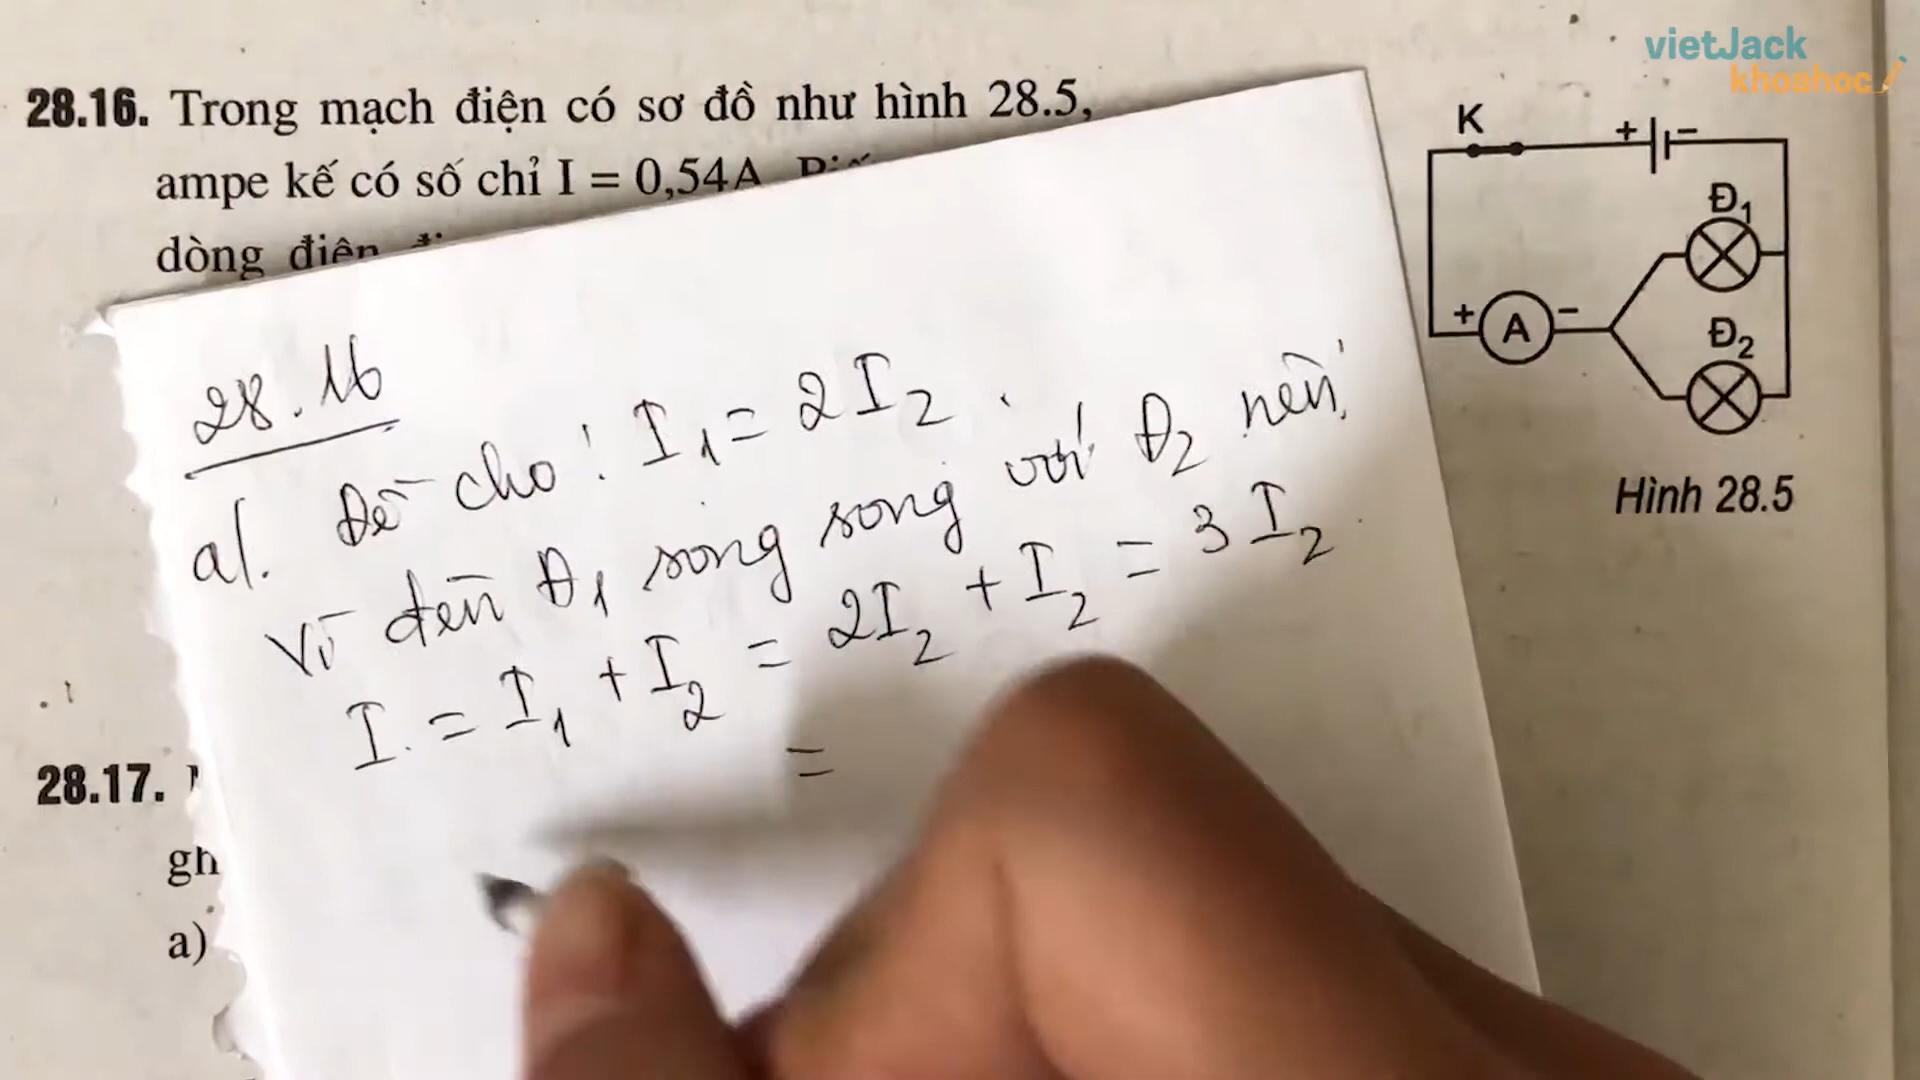 vietJack
khoahoc
28.16. Trong mạch điện có sơ đồ như hình 28.5,
ampe kế có số chỉ I = 0,54A.
dòng điện
K
+ -
Đ1
+ A -
Đ2
Hình 28.5
28.16
a/. Đề cho: I1 = 2I2.
Vì đèn Đ1 song song với Đ2 nên:
I = I1 + I2 = 2I2 + I2 = 3I2
=
28.17.
gh
a)